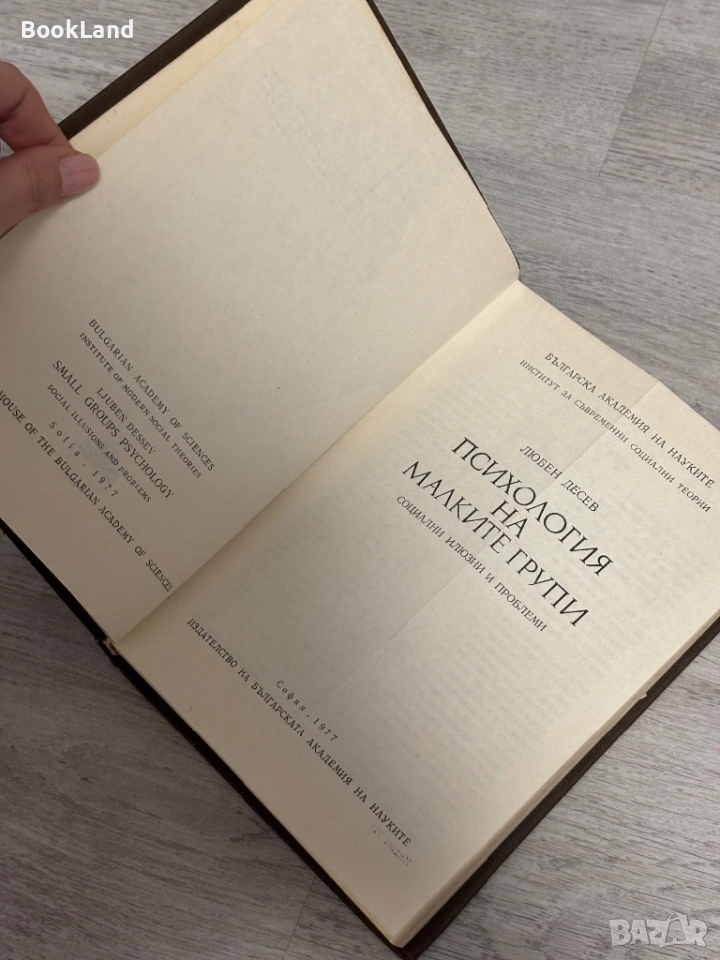 BookLand
BULGARIAN ACADEMY OF SCIENCES
INSTITUTE OF MODERN SOCIAL THEORIES
LJUBEN DESSEV
SMALL GROUPS PSYCHOLOGY
SOCIAL ILLUSIONS AND PROBLEMS
Sofia · 1977
HOUSE OF THE BULGARIAN ACADEMY OF SCIENCES
БЪЛГАРСКА АКАДЕМИЯ НА НАУКИТЕ
ИНСТИТУТ ЗА СЪВРЕМЕННИ СОЦИАЛНИ ТЕОРИИ
ЛЮБЕН ДЕСЕВ
ПСИХОЛОГИЯ
НА
МАЛКИТЕ ГРУПИ
СОЦИАЛНИ ИЛЮЗИИ И ПРОБЛЕМИ
София, 1977
ИЗДАТЕЛСТВО НА БЪЛГАРСКАТА АКАДЕМИЯ НА НАУКИТЕ
BAZAR